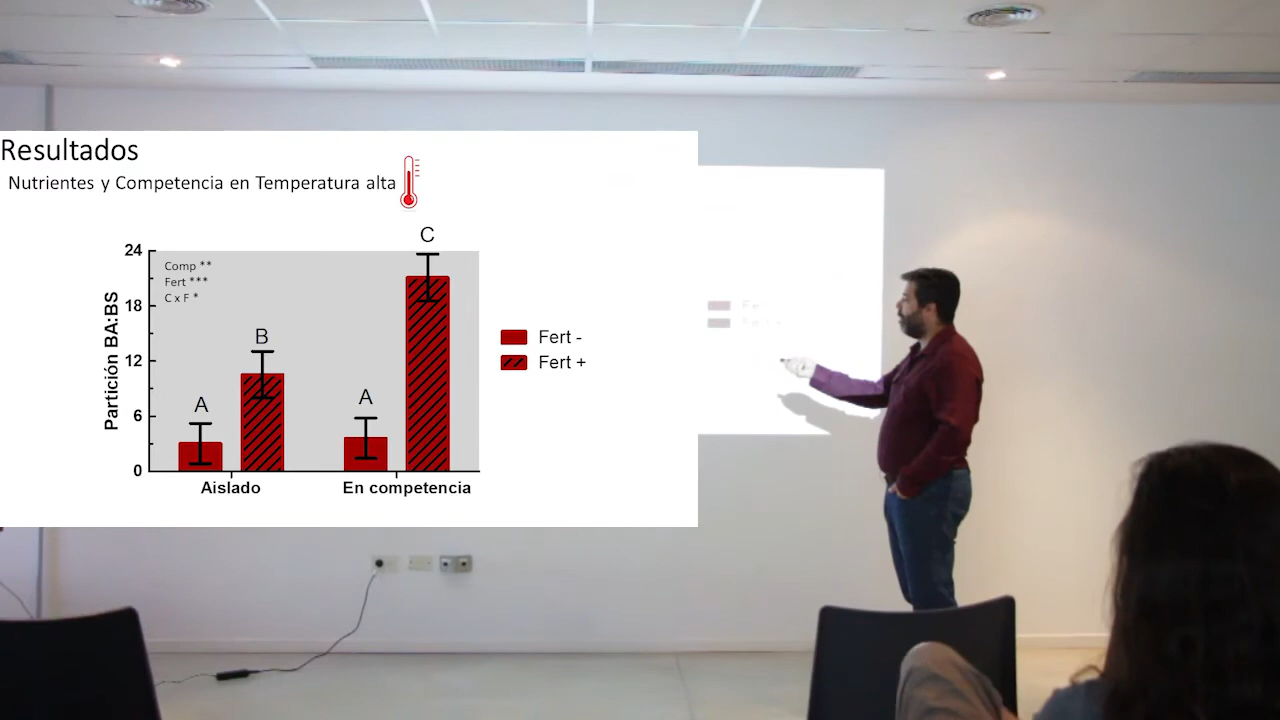 Resultados
Nutrientes y Competencia en Temperatura alta
Comp **
Fert ***
C x F *
Partición BA:BS
24
18
12
6
0
A
B
A
C
Aislado
En competencia
Fert -
Fert +